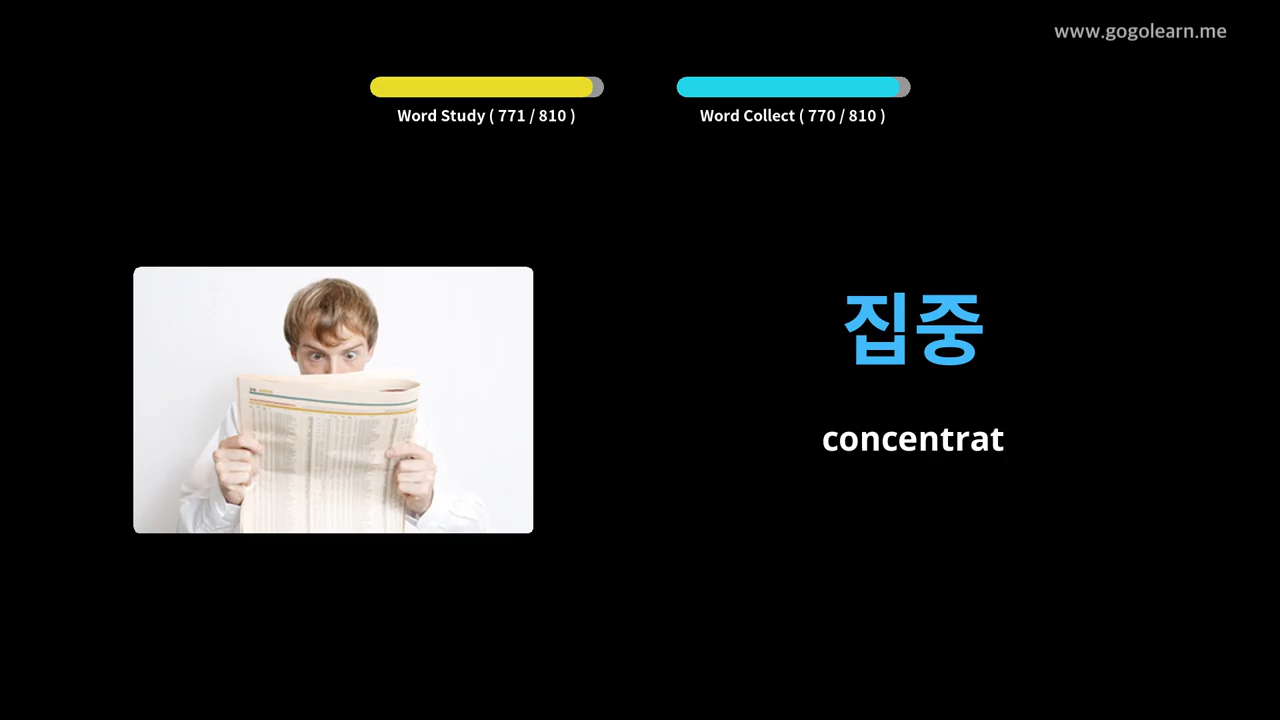 www.gogolearn.me
Word Study ( 771 / 810 )
Word Collect ( 770 / 810 )
집중
concentrat